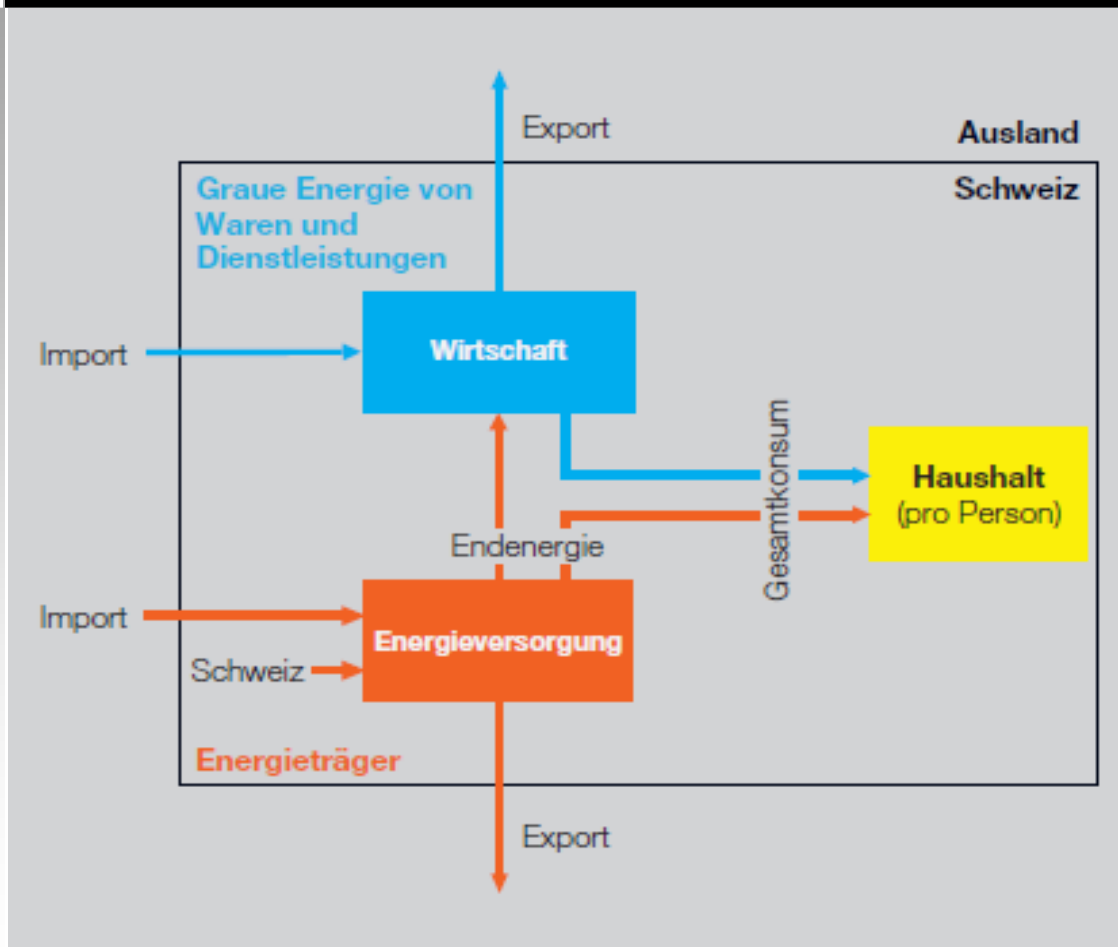 Export
Ausland
Graue Energie von
Waren und
Dienstleistungen
Schweiz
Import
Wirtschaft
Gesamtkonsum
Haushalt
(pro Person)
Endenergie
Import
Energieversorgung
Schweiz
Energieträger
Export